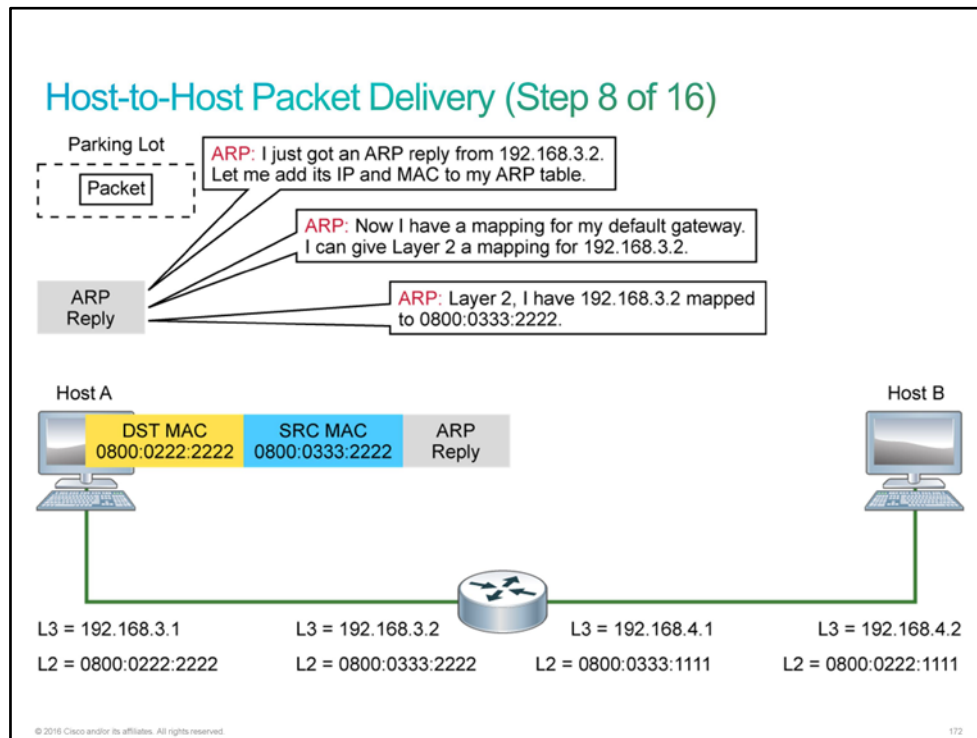 Host-to-Host Packet Delivery (Step 8 of 16)
Parking Lot
Packet
ARP: I just got an ARP reply from 192.168.3.2.
Let me add its IP and MAC to my ARP table.
ARP: Now I have a mapping for my default gateway.
I can give Layer 2 a mapping for 192.168.3.2.
ARP
Reply
ARP: Layer 2, I have 192.168.3.2 mapped
to 0800:0333:2222.
Host A
Host B
DST MAC
0800:0222:2222
SRC MAC
0800:0333:2222
ARP
Reply
L3 = 192.168.3.1
L3 = 192.168.3.2
L3 = 192.168.4.1
L3 = 192.168.4.2
L2 = 0800:0222:2222
L2 = 0800:0333:2222
L2 = 0800:0333:1111
L2 = 0800:0222:1111
© 2016 Cisco and/or its affiliates. All rights reserved.
172